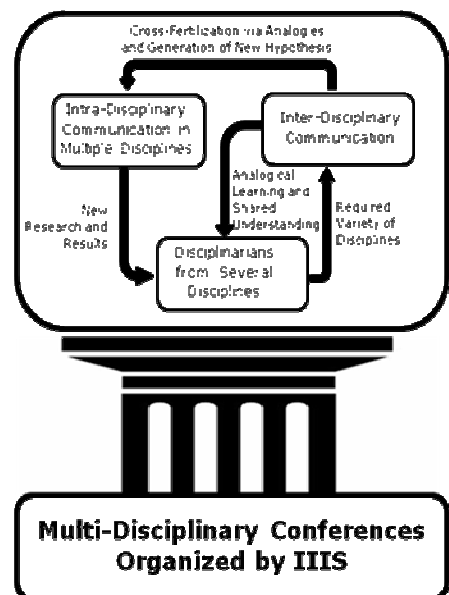 Cross-Fertilization via Analogies
and Generation of New Hypothesis
Intra-Disciplinary
Communication in
Multiple Disciplines
Inter-Disciplinary
Communication
New
Research and
Results
Analogical
Learning and
Shared
Understanding
Required
Variety of
Disciplines
Disciplinarians
from Several
Disciplines
Multi-Disciplinary Conferences
Organized by IIIS